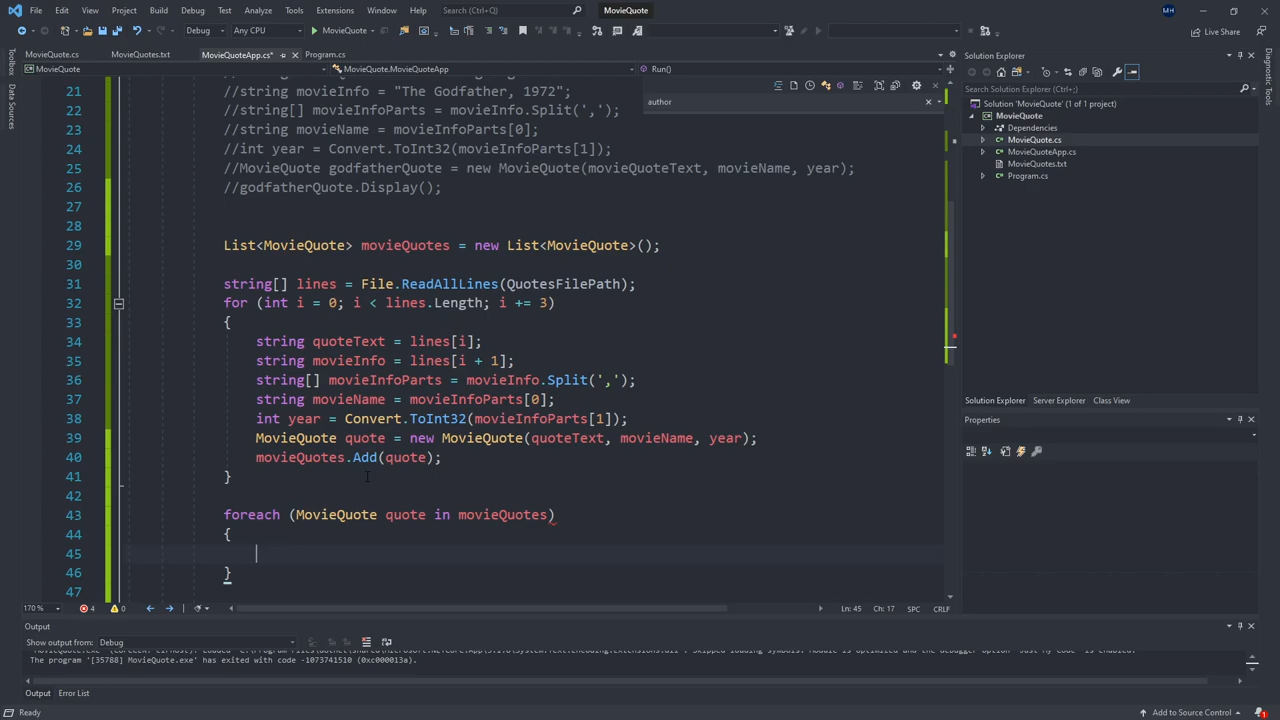 File Edit View Git Project Build Debug Test Analyze Tools Extensions Window Help Search (Ctrl+Q) MovieQuote MH
Debug Any CPU MovieQuote Live Share
MovieQuote.cs MovieQuotes.txt MovieQuoteApp.cs* Program.cs
MovieQuote MovieQuote.MovieQuoteApp Run()
author
21 //string movieInfo = "The Godfather, 1972";
22 //string[] movieInfoParts = movieInfo.Split(',');
23 //string movieName = movieInfoParts[0];
24 //int year = Convert.ToInt32(movieInfoParts[1]);
25 //MovieQuote godfatherQuote = new MovieQuote(movieQuoteText, movieName, year);
26 //godfatherQuote.Display();
27
28
29 List<MovieQuote> movieQuotes = new List<MovieQuote>();
30
31 string[] lines = File.ReadAllLines(QuotesFilePath);
32 for (int i = 0; i < lines.Length; i += 3)
33 {
34 string quoteText = lines[i];
35 string movieInfo = lines[i + 1];
36 string[] movieInfoParts = movieInfo.Split(',');
37 string movieName = movieInfoParts[0];
38 int year = Convert.ToInt32(movieInfoParts[1]);
39 MovieQuote quote = new MovieQuote(quoteText, movieName, year);
40 movieQuotes.Add(quote);
41 }
42
43 foreach (MovieQuote quote in movieQuotes)
44 {
45
46 }
47
170 % 4 0 Ln: 45 Ch: 17 SPC CRLF
Output
Show output from: Debug
The program '[35788] MovieQuote.exe' has exited with code -1073741510 (0xc000013a).
Output Error List
Ready Add to Source Control 1
Toolbox
Data Sources
Solution Explorer
Search Solution Explorer (Ctrl+;)
Solution 'MovieQuote' (1 of 1 project)
MovieQuote
Dependencies
MovieQuote.cs
MovieQuoteApp.cs
MovieQuotes.txt
Program.cs
Solution Explorer Server Explorer Class View
Properties
Diagnostic Tools